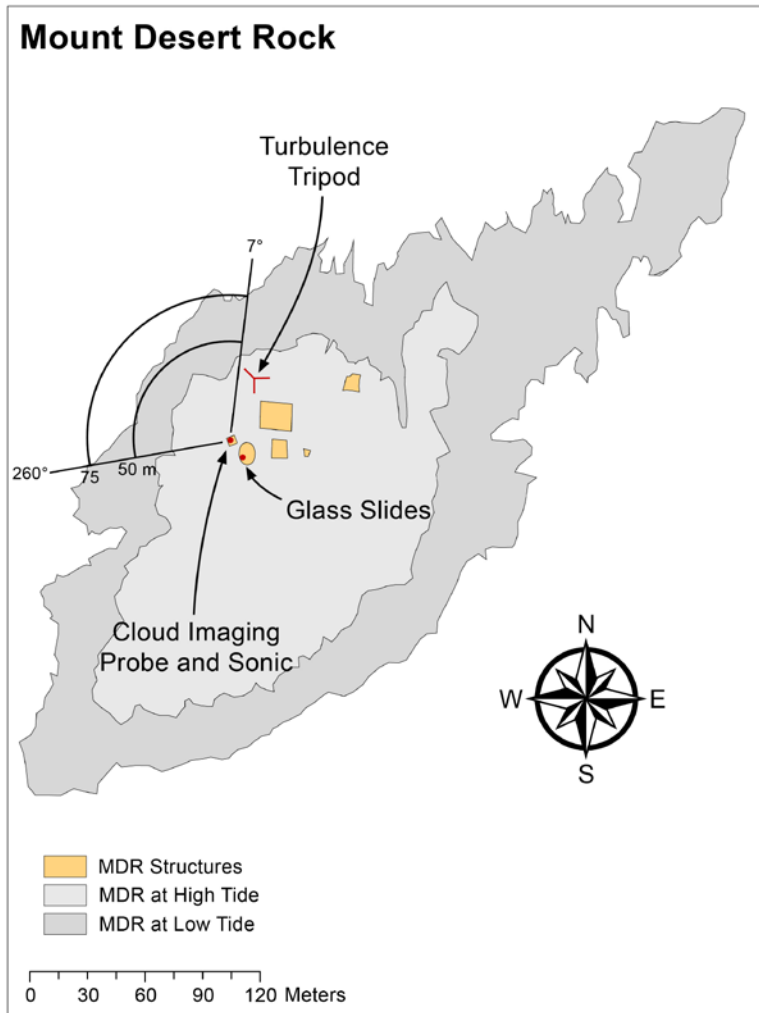 Mount Desert Rock
Turbulence
Tripod
7°
260°
75
50 m
Glass Slides
Cloud Imaging
Probe and Sonic
N
W
E
S
MDR Structures
MDR at High Tide
MDR at Low Tide
0 30 60 90 120 Meters